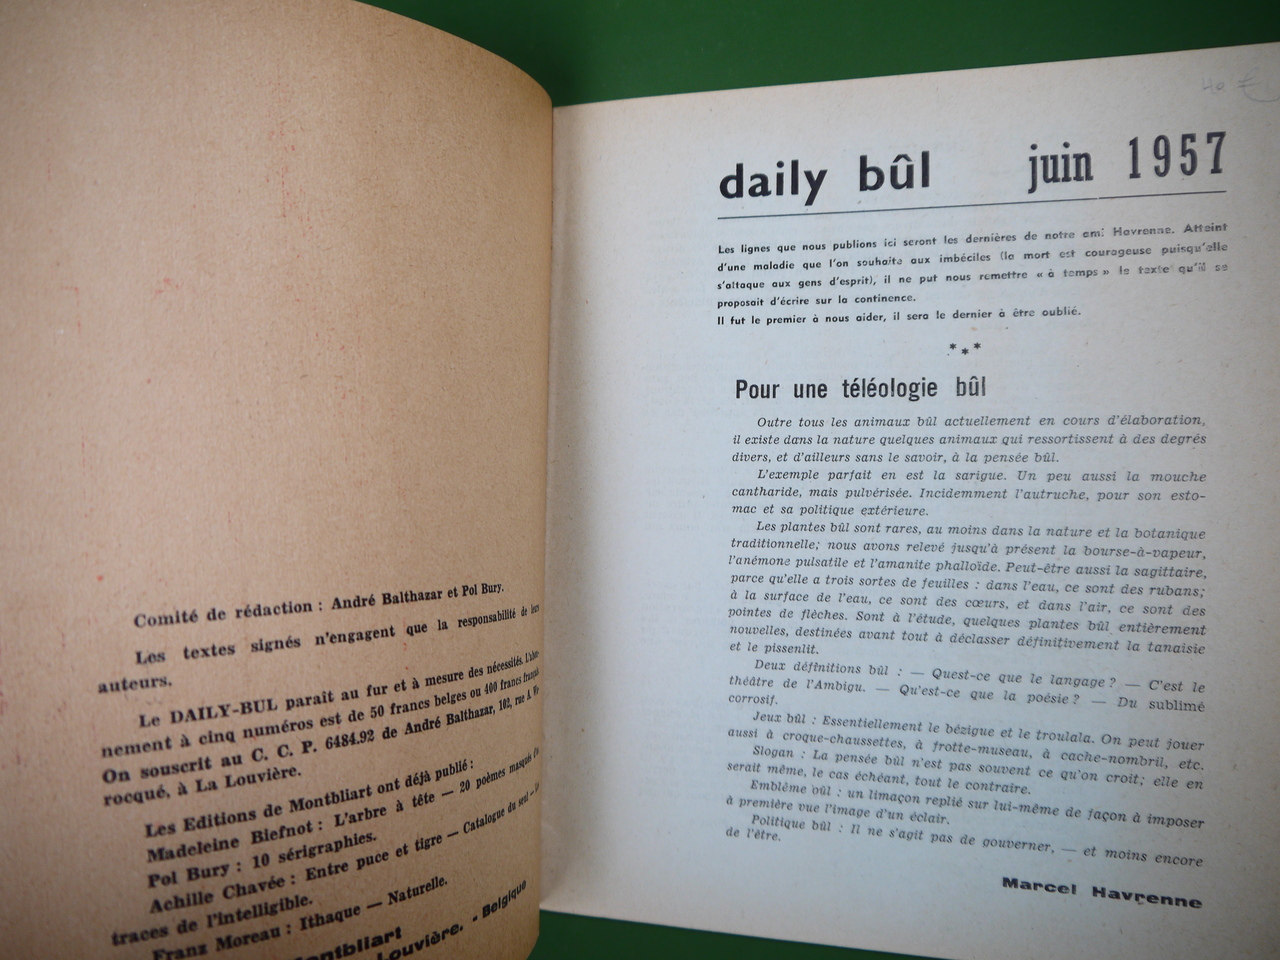 Comité de rédaction : André Balthazar et Pol Bury.
Les textes signés n'engagent que la responsabilité de leurs
auteurs.
Le DAILY-BUL paraît au fur et à mesure des nécessités. L'abon-
nement à cinq numéros est de 50 francs belges ou 400 francs français
On souscrit au C. C. P. 6484.92 de André Balthazar, 102, rue A.
rocqué, à La Louvière.
Les Editions de Montbliart ont déjà publié :
Madeleine Biefnot : L'arbre à tête — 20 poèmes masqués
Pol Bury : 10 sérigraphies.
Achille Chavée : Entre puce et tigre — Catalogue du seul —
traces de l'intelligible.
Franz Moreau : Ithaque — Naturelle.
Montbliart
Louvière. - Belgique
40 €
daily bûl juin 1957
Les lignes que nous publions ici seront les dernières de notre ami Havrenne. Atteint
d'une maladie que l'on souhaite aux imbéciles (la mort est courageuse puisqu'elle
s'attaque aux gens d'esprit), il ne put nous remettre « à temps » le texte qu'il se
proposait d'écrire sur la continence.
Il fut le premier à nous aider, il sera le dernier à être oublié.
***
Pour une téléologie bûl
Outre tous les animaux bûl actuellement en cours d'élaboration,
il existe dans la nature quelques animaux qui ressortissent à des degrés
divers, et d'ailleurs sans le savoir, à la pensée bûl.
L'exemple parfait en est la sarigue. Un peu aussi la mouche
cantharide, mais pulvérisée. Incidemment l'autruche, pour son esto-
mac et sa politique extérieure.
Les plantes bûl sont rares, au moins dans la nature et la botanique
traditionnelle; nous avons relevé jusqu'à présent la bourse-à-vapeur,
l'anémone pulsatile et l'amanite phalloïde. Peut-être aussi la sagittaire,
parce qu'elle a trois sortes de feuilles : dans l'eau, ce sont des rubans;
à la surface de l'eau, ce sont des cœurs, et dans l'air, ce sont des
pointes de flèches. Sont à l'étude, quelques plantes bûl entièrement
nouvelles, destinées avant tout à déclasser définitivement la tanaisie
et le pissenlit.
Deux définitions bûl : — Quest-ce que le langage ? — C'est le
théâtre de l'Ambigu. — Qu'est-ce que la poésie ? — Du sublimé
corrosif.
Jeux bûl : Essentiellement le bézigue et le troulala. On peut jouer
aussi à croque-chaussettes, à frotte-museau, à cache-nombril, etc.
Slogan : La pensée bûl n'est pas souvent ce qu'on croit; elle en
serait même, le cas échéant, tout le contraire.
Emblème bûl : un limaçon replié sur lui-même de façon à imposer
à première vue l'image d'un éclair.
Politique bûl : Il ne s'agit pas de gouverner, — et moins encore
de l'être.
Marcel Havrenne